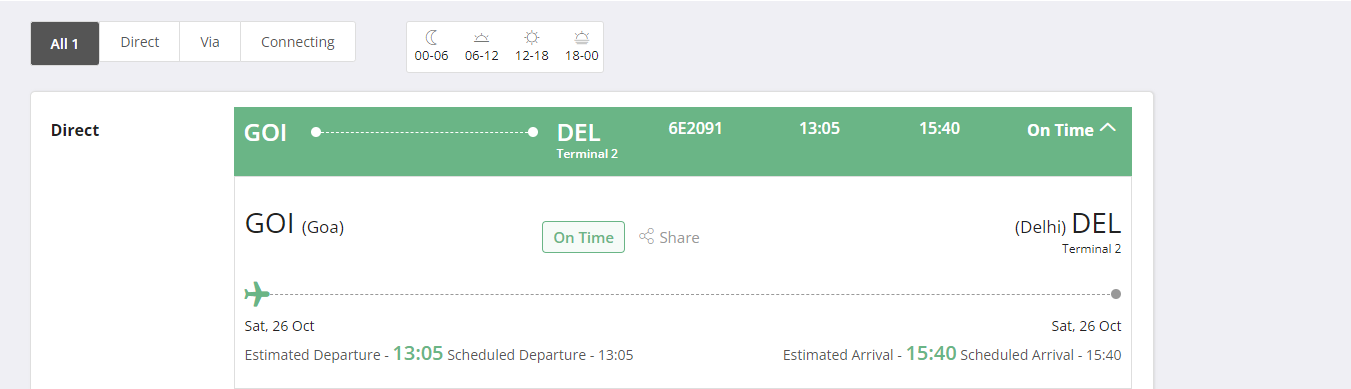 All 1 Direct Via Connecting
00-06 06-12 12-18 18-00
Direct
GOI DEL 6E2091 13:05 15:40 On Time
Terminal 2
GOI (Goa) On Time Share (Delhi) DEL
Terminal 2
Sat, 26 Oct Sat, 26 Oct
Estimated Departure - 13:05 Scheduled Departure - 13:05 Estimated Arrival - 15:40 Scheduled Arrival - 15:40